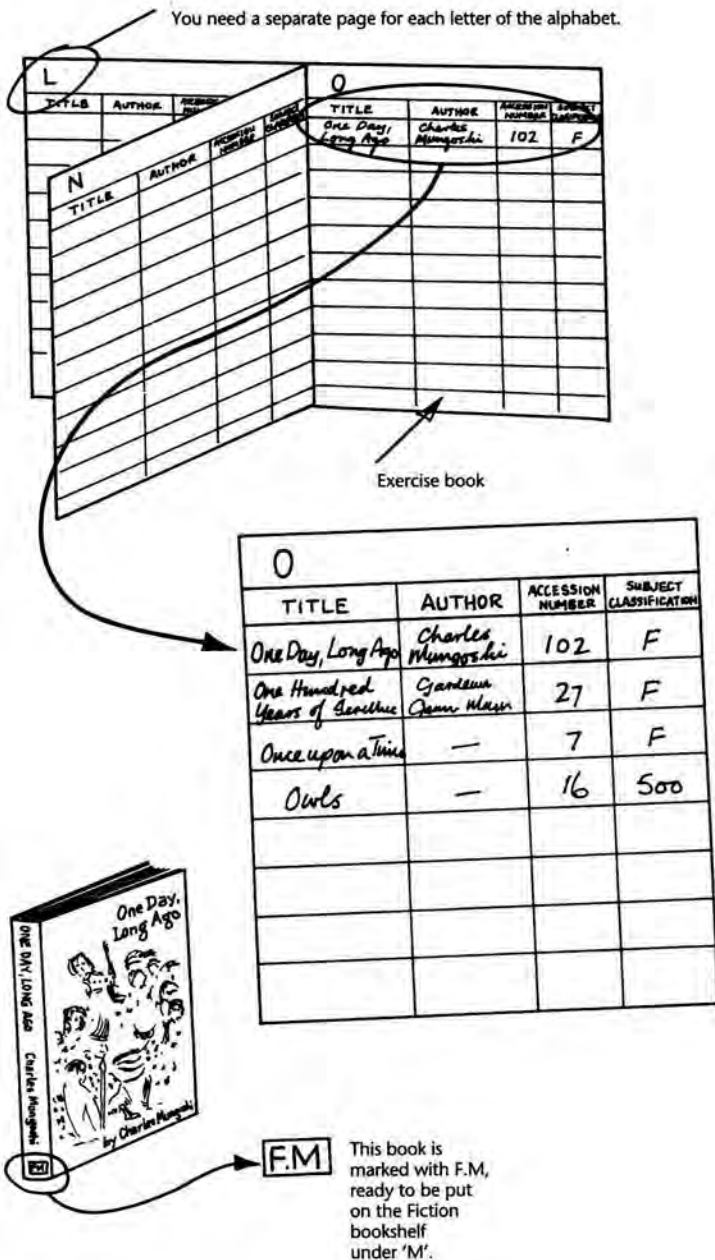 You need a separate page for each letter of the alphabet.
L
TITLE AUTHOR
N
TITLE AUTHOR ACCESSION NUMBER SUBJECT
O
TITLE AUTHOR ACCESSION NUMBER SUBJECT
One Day, Long Ago Charles Mungoshi 102 F
Exercise book
O
TITLE AUTHOR ACCESSION NUMBER SUBJECT CLASSIFICATION
One Day, Long Ago Charles Mungoshi 102 F
One Hundred Years of 27 F
Once upon a Time — 7 F
Owls — 16 500
One Day,
Long Ago
by Charles Mungoshi
ONE DAY, LONG AGO Charles Mungoshi
F.M
F.M
This book is
marked with F.M,
ready to be put
on the Fiction
bookshelf
under 'M'.